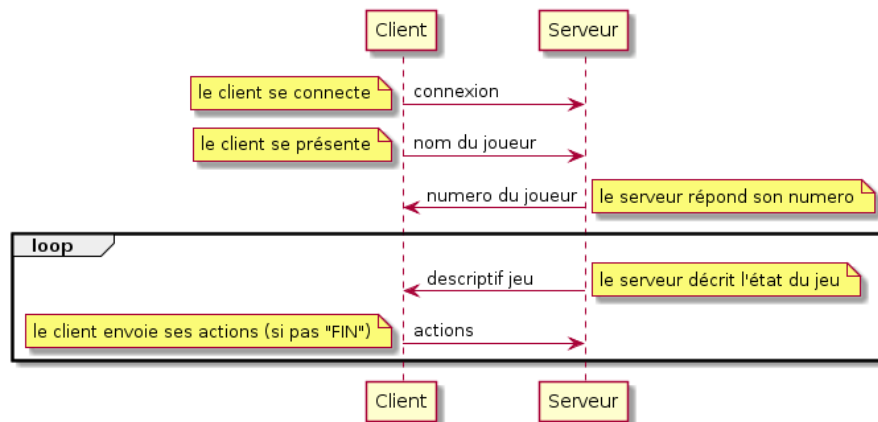 Client Serveur
le client se connecte connexion
le client se présente nom du joueur
numero du joueur le serveur répond son numero
loop
descriptif jeu le serveur décrit l'état du jeu
le client envoie ses actions (si pas "FIN") actions
Client Serveur